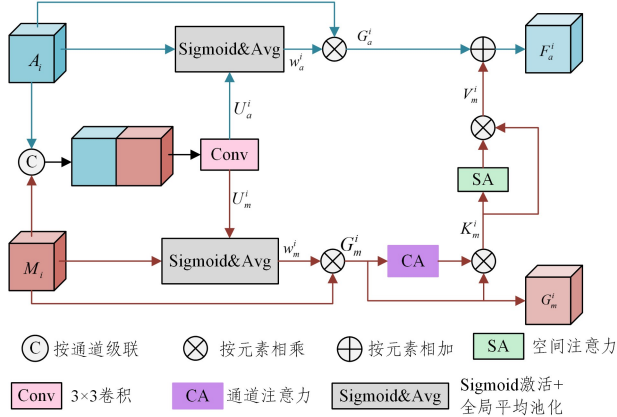 A_i
Sigmoid&Avg
w_a^i
G_a^i
F_a^i
U_a^i
V_m^i
C
Conv
SA
U_m^i
K_m^i
M_i
Sigmoid&Avg
w_m^i
G_m^i
CA
G_m^i
C 按通道级联
按元素相乘
按元素相加
SA 空间注意力
Conv 3×3卷积
CA 通道注意力
Sigmoid&Avg
Sigmoid激活+
全局平均池化